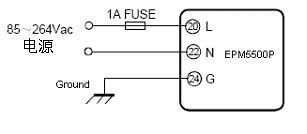 1A FUSE
85～264Vac
电源
20 L
22 N
EPM5500P
24 G
Ground